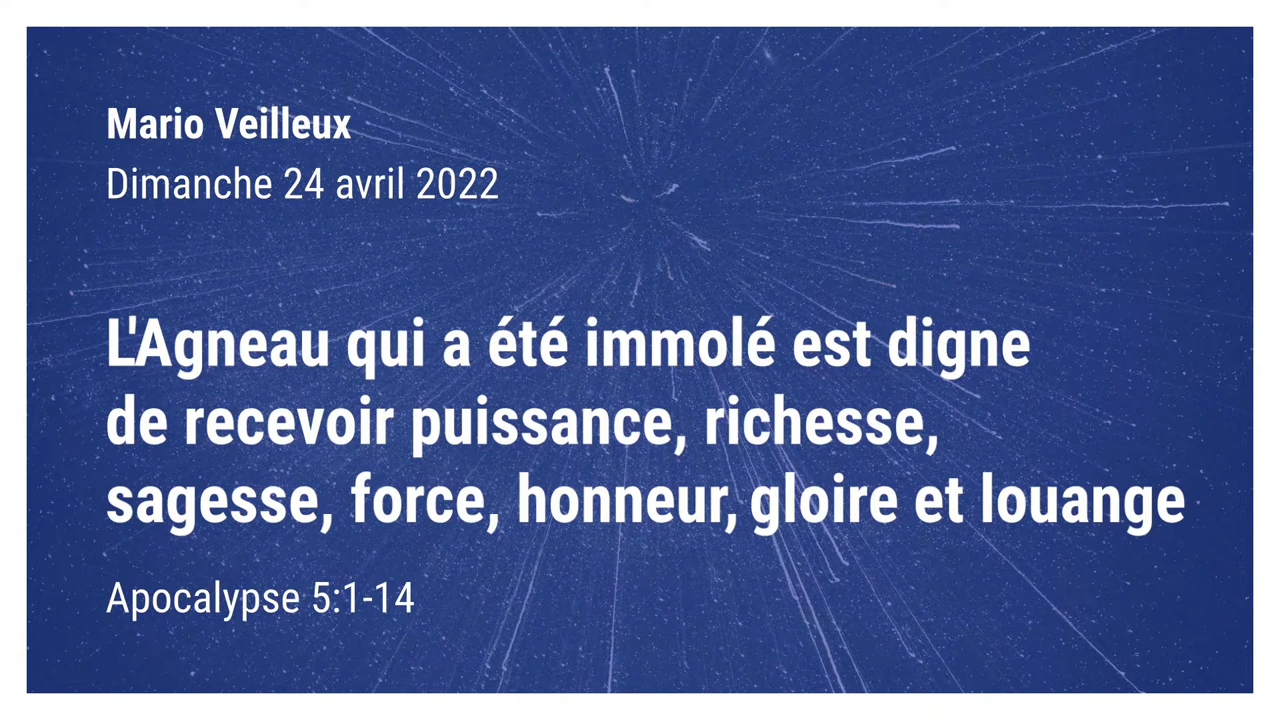 Mario Veilleux
Dimanche 24 avril 2022
L'Agneau qui a été immolé est digne
de recevoir puissance, richesse,
sagesse, force, honneur, gloire et louange
Apocalypse 5:1-14